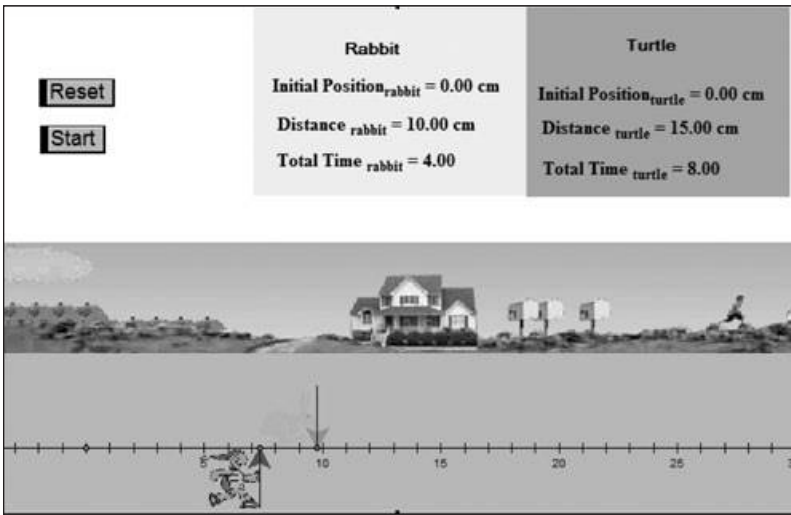 Reset
Start
Rabbit
Initial Position rabbit = 0.00 cm
Distance rabbit = 10.00 cm
Total Time rabbit = 4.00
Turtle
Initial Position turtle = 0.00 cm
Distance turtle = 15.00 cm
Total Time turtle = 8.00
5 10 15 20 25